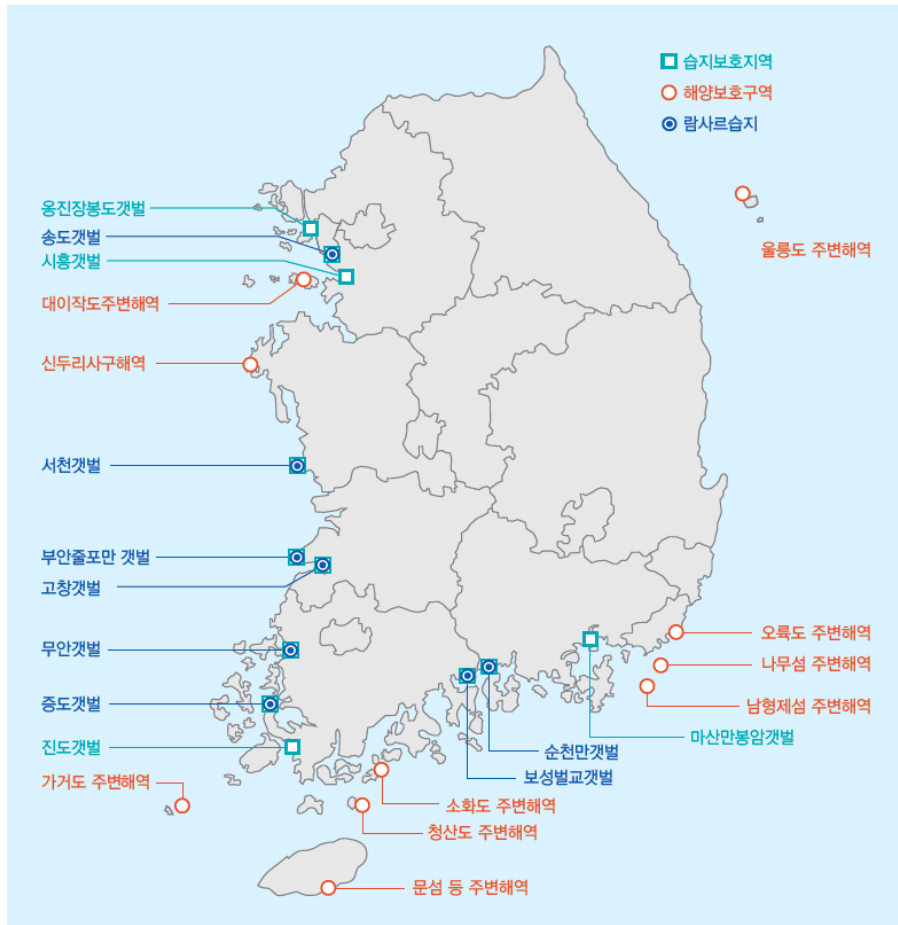 습지보호지역
해양보호구역
람사르습지
옹진장봉도갯벌
송도갯벌
시흥갯벌
대이작도주변해역
신두리사구해역
서천갯벌
부안줄포만 갯벌
고창갯벌
무안갯벌
증도갯벌
진도갯벌
가거도 주변해역
울릉도 주변해역
오륙도 주변해역
나무섬 주변해역
남형제섬 주변해역
마산만봉암갯벌
순천만갯벌
보성벌교갯벌
소화도 주변해역
청산도 주변해역
문섬 등 주변해역